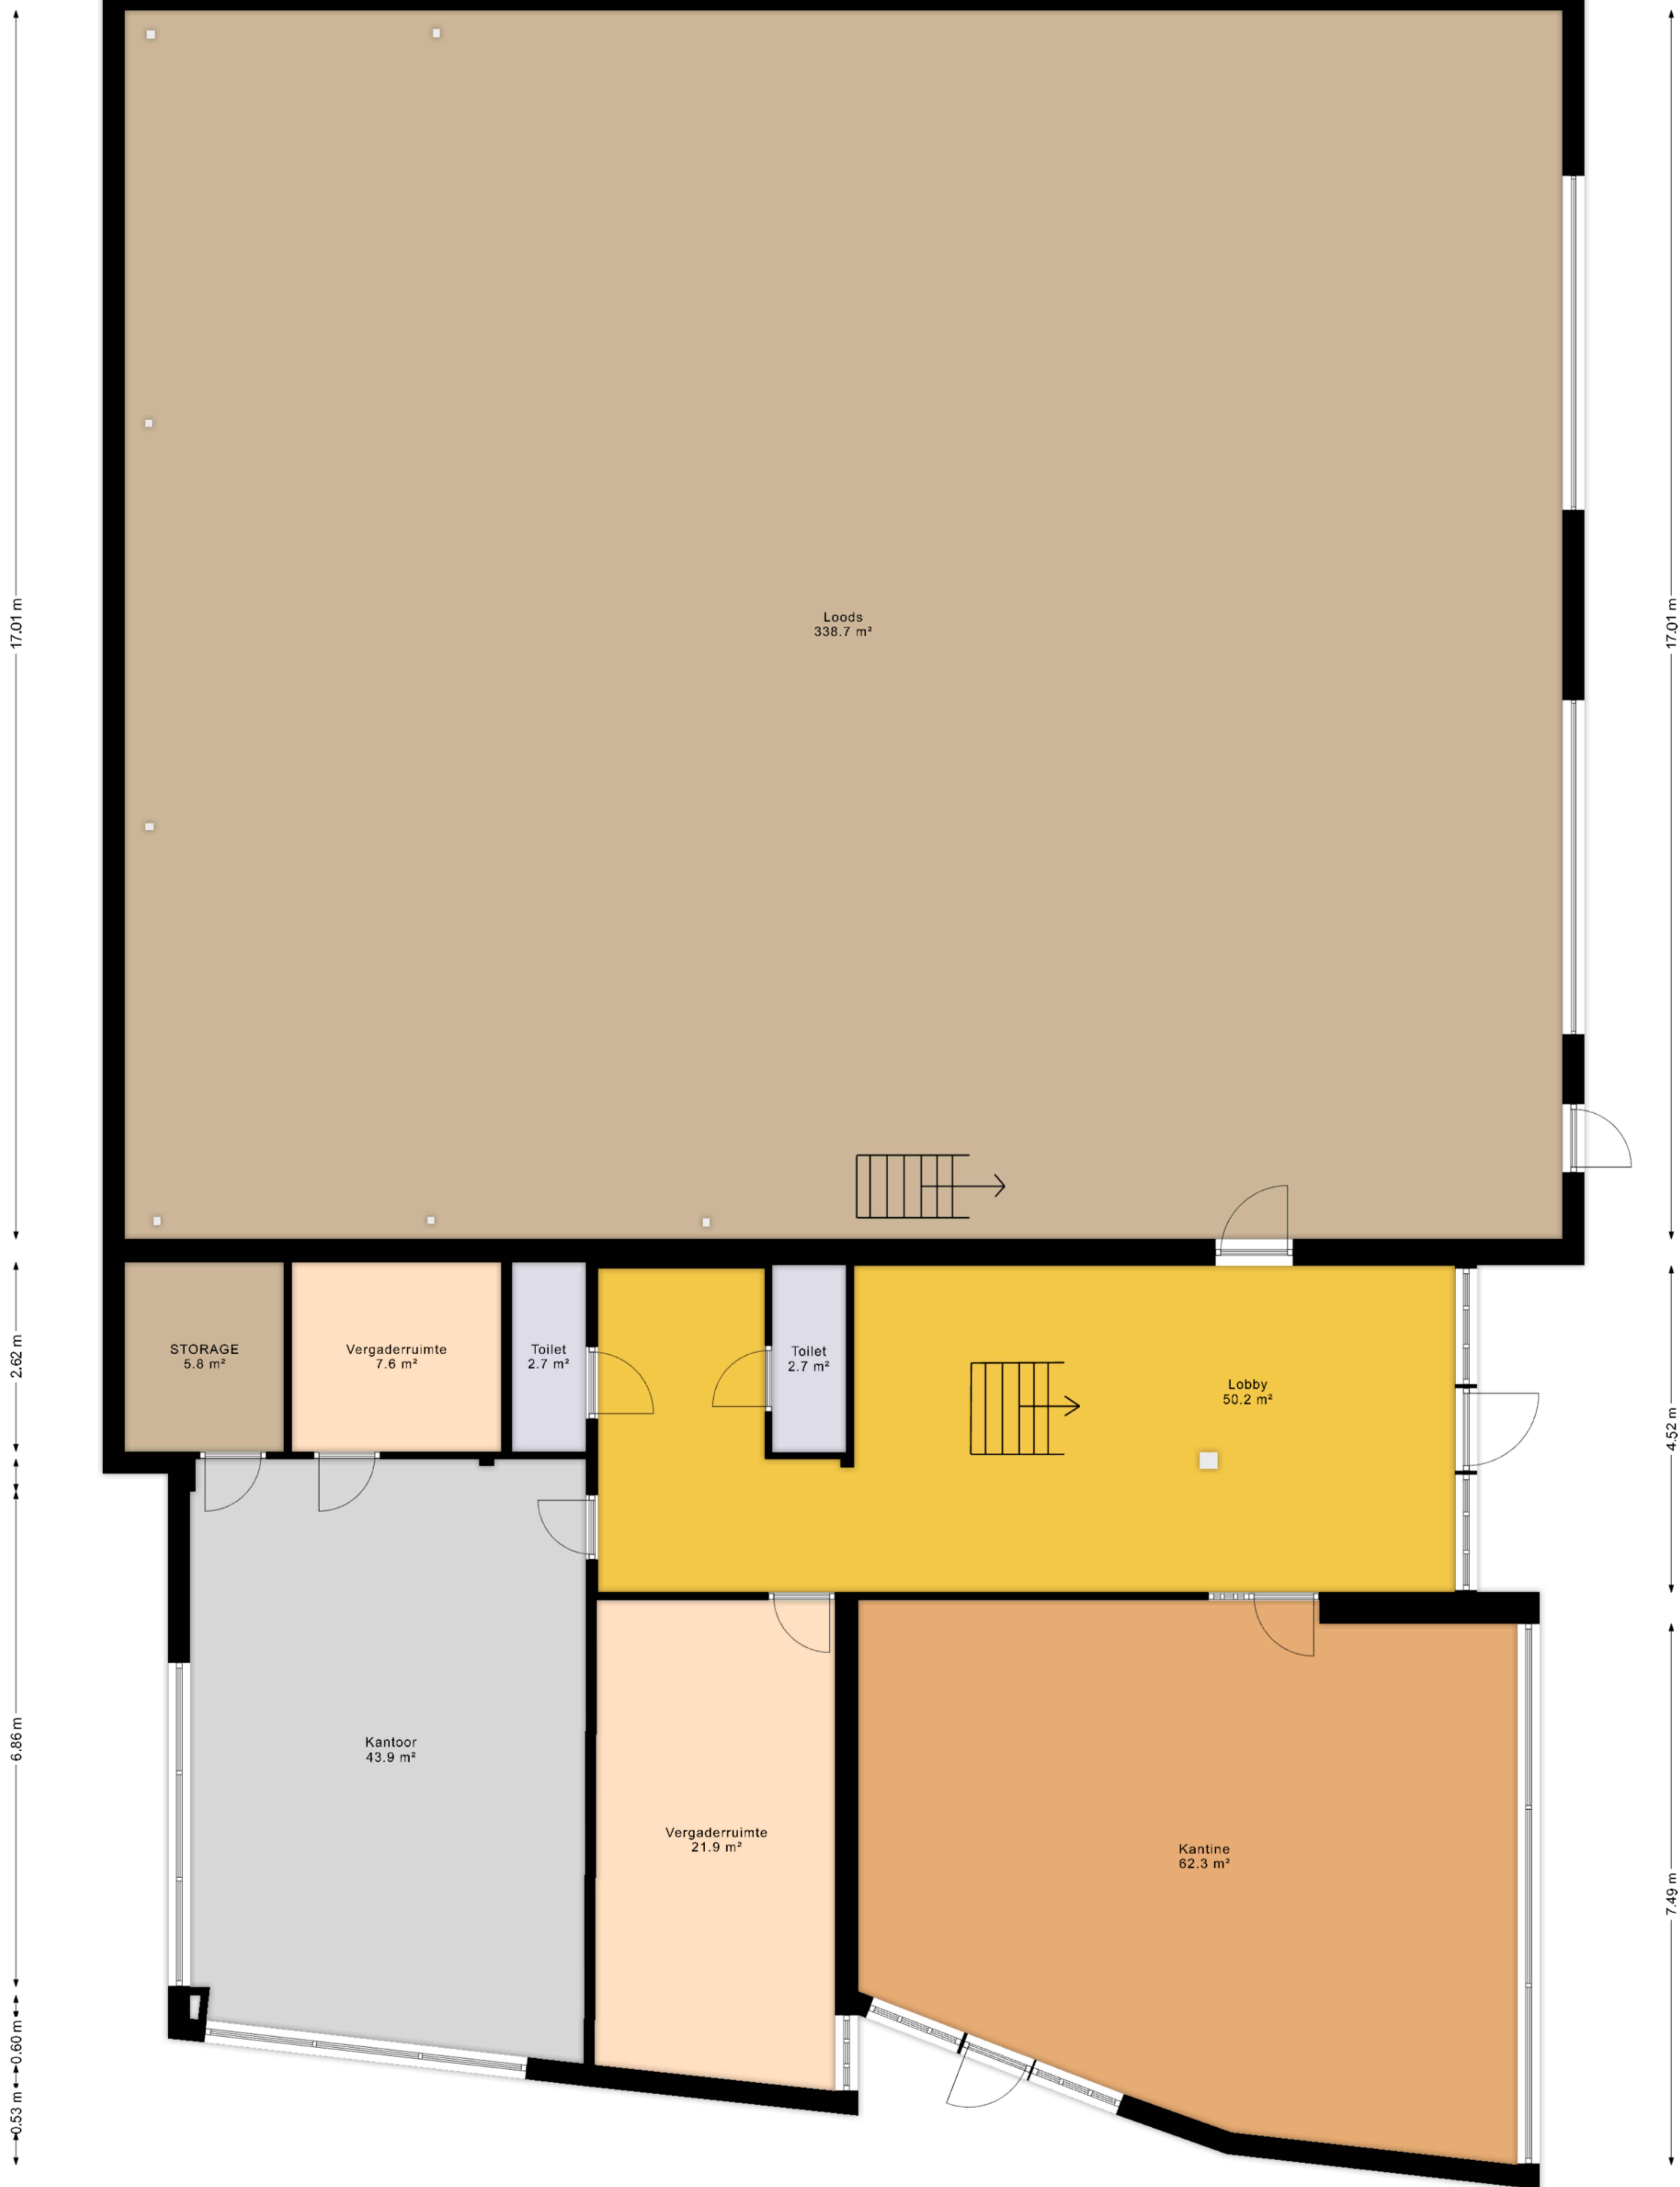 17.01 m
17.01 m
Loods
338.7 m²
2.62 m
STORAGE
5.8 m²
Vergaderruimte
7.6 m²
Toilet
2.7 m²
Toilet
2.7 m²
Lobby
50.2 m²
4.52 m
6.86 m
Kantoor
43.9 m²
Vergaderruimte
21.9 m²
Kantine
62.3 m²
7.49 m
0.60 m
0.53 m